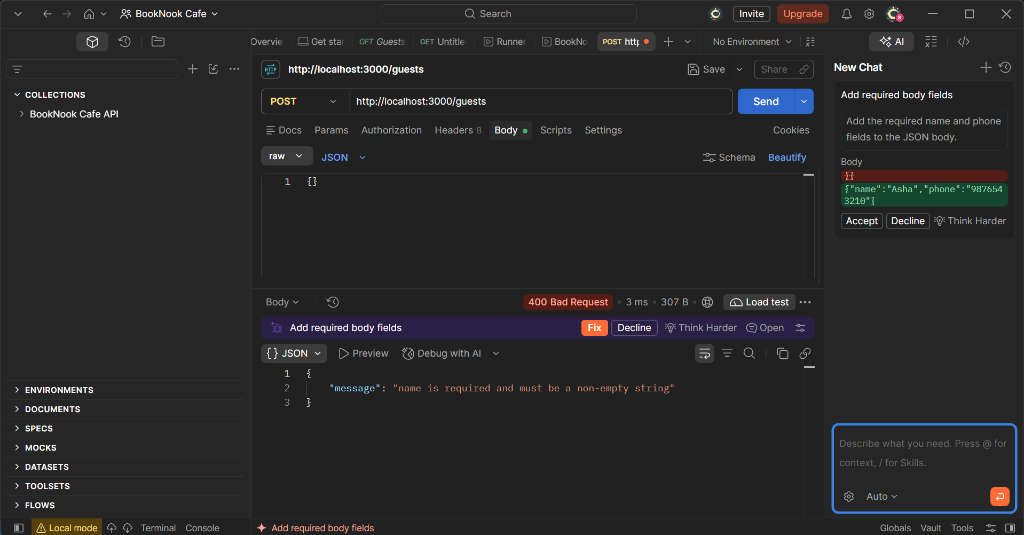 BookNook Cafe
Search
Invite
Upgrade
8
Overvie
Get star
GET Guests
GET Untitle
Runner
BookNo
POST http
No Environment
AI
HTTP
http://localhost:3000/guests
Save
Share
New Chat
COLLECTIONS
BookNook Cafe API
POST
http://localhost:3000/guests
Send
Add required body fields
Add the required name and phone
fields to the JSON body.
Docs
Params
Authorization
Headers 8
Body
Scripts
Settings
Cookies
raw
JSON
Schema
Beautify
Body
1
{}
{}
{"name":"Asha","phone":"987654
3210"}
Accept
Decline
Think Harder
Body
400 Bad Request
3 ms
307 B
Load test
Add required body fields
Fix
Decline
Think Harder
Open
{} JSON
Preview
Debug with AI
1 {
2 "message": "name is required and must be a non-empty string"
3 }
ENVIRONMENTS
DOCUMENTS
SPECS
MOCKS
DATASETS
TOOLSETS
FLOWS
Describe what you need. Press @ for
context, / for Skills.
Auto
Local mode
Terminal
Console
Add required body fields
Globals
Vault
Tools